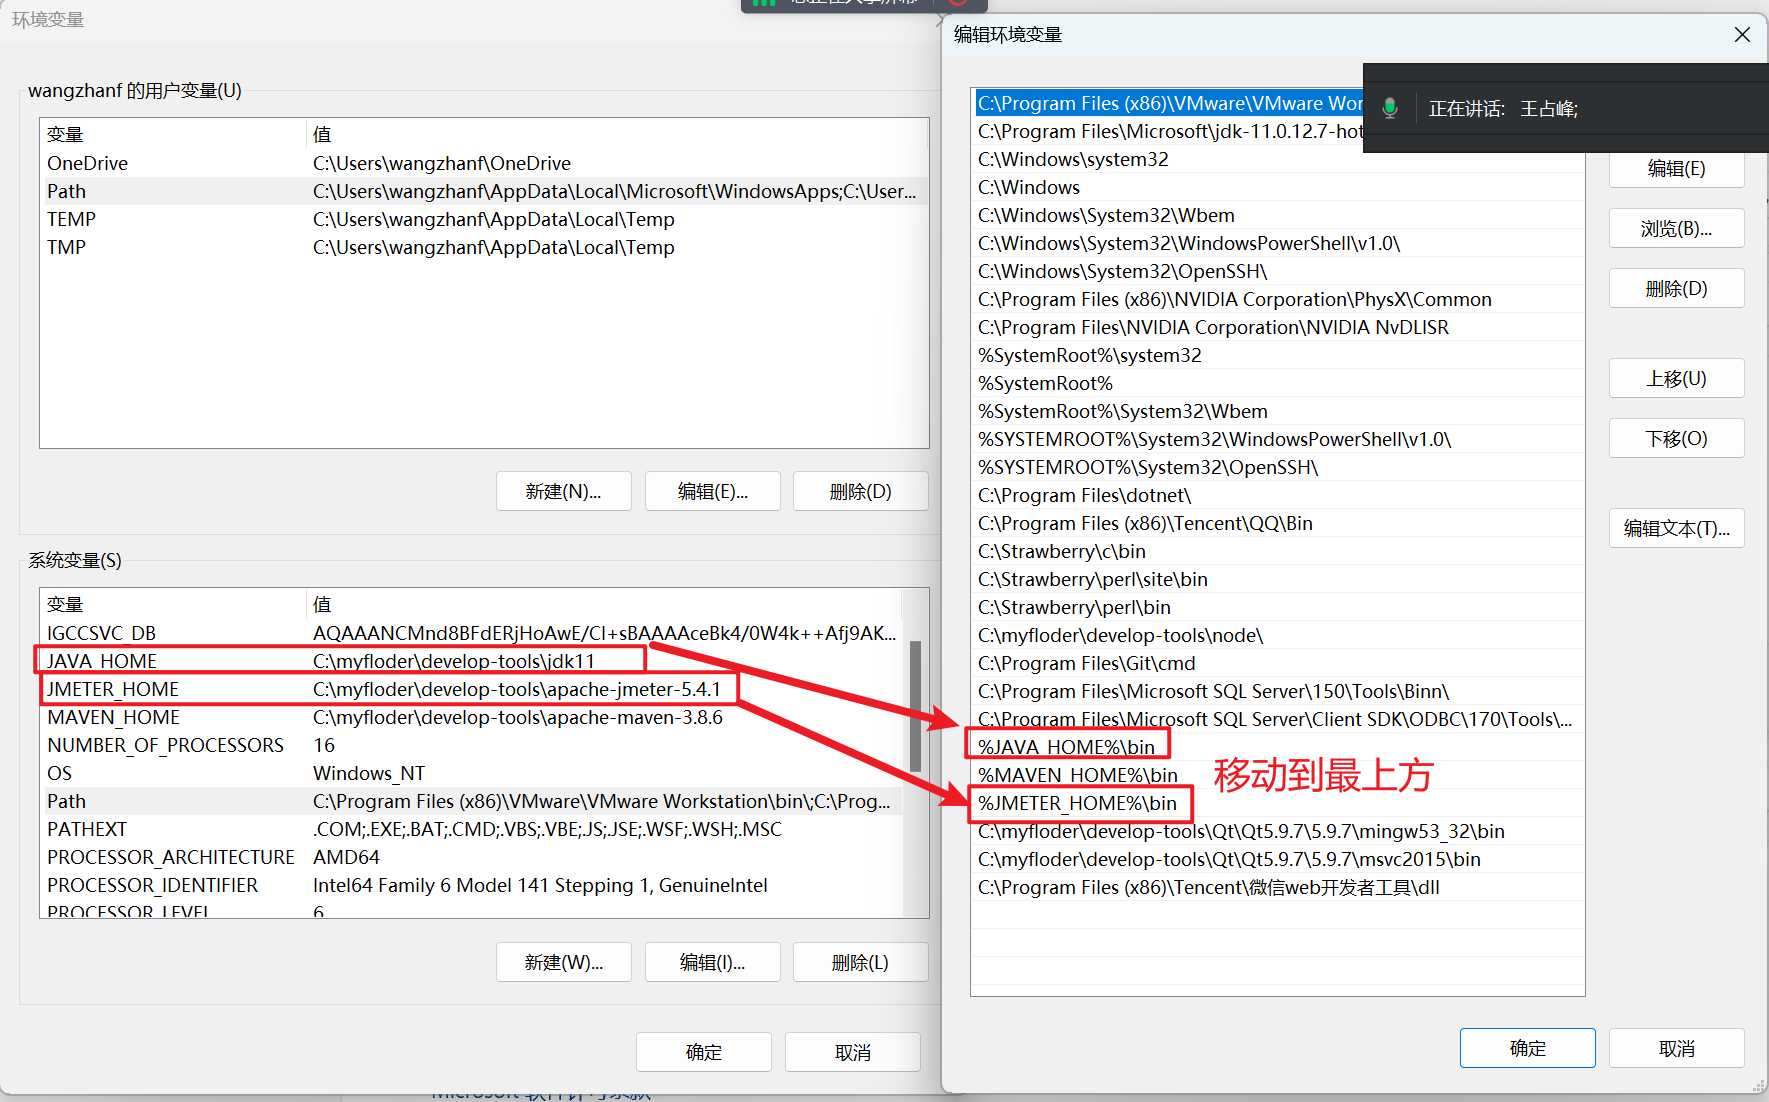 环境变量
wangzhanf 的用户变量(U)
变量 值
OneDrive C:\Users\wangzhanf\OneDrive
Path C:\Users\wangzhanf\AppData\Local\Microsoft\WindowsApps;C:\User...
TEMP C:\Users\wangzhanf\AppData\Local\Temp
TMP C:\Users\wangzhanf\AppData\Local\Temp
新建(N)... 编辑(E)... 删除(D)
系统变量(S)
变量 值
IGCCSVC_DB AQAAANCMnd8BFdERjHoAwE/Cl+sBAAAAceBk4/0W4k++Afj9AK...
JAVA_HOME C:\myfloder\develop-tools\jdk11
JMETER_HOME C:\myfloder\develop-tools\apache-jmeter-5.4.1
MAVEN_HOME C:\myfloder\develop-tools\apache-maven-3.8.6
NUMBER_OF_PROCESSORS 16
OS Windows_NT
Path C:\Program Files (x86)\VMware\VMware Workstation\bin\;C:\Prog...
PATHEXT .COM;.EXE;.BAT;.CMD;.VBS;.VBE;.JS;.JSE;.WSF;.WSH;.MSC
PROCESSOR_ARCHITECTURE AMD64
PROCESSOR_IDENTIFIER Intel64 Family 6 Model 141 Stepping 1, GenuineIntel
PROCESSOR_LEVEL 6
新建(W)... 编辑(I)... 删除(L)
确定 取消
编辑环境变量
C:\Program Files (x86)\VMware\VMware Wor
C:\Program Files\Microsoft\jdk-11.0.12.7-hot
C:\Windows\system32
C:\Windows
C:\Windows\System32\Wbem
C:\Windows\System32\WindowsPowerShell\v1.0\
C:\Windows\System32\OpenSSH\
C:\Program Files (x86)\NVIDIA Corporation\PhysX\Common
C:\Program Files\NVIDIA Corporation\NVIDIA NvDLISR
%SystemRoot%\system32
%SystemRoot%
%SystemRoot%\System32\Wbem
%SYSTEMROOT%\System32\WindowsPowerShell\v1.0\
%SYSTEMROOT%\System32\OpenSSH\
C:\Program Files\dotnet\
C:\Program Files (x86)\Tencent\QQ\Bin
C:\Strawberry\c\bin
C:\Strawberry\perl\site\bin
C:\Strawberry\perl\bin
C:\myfloder\develop-tools\node\
C:\Program Files\Git\cmd
C:\Program Files\Microsoft SQL Server\150\Tools\Binn\
C:\Program Files\Microsoft SQL Server\Client SDK\ODBC\170\Tools\...
%JAVA_HOME%\bin
%MAVEN_HOME%\bin
%JMETER_HOME%\bin
移动到最上方
C:\myfloder\develop-tools\Qt\Qt5.9.7\5.9.7\mingw53_32\bin
C:\myfloder\develop-tools\Qt\Qt5.9.7\5.9.7\msvc2015\bin
C:\Program Files (x86)\Tencent\微信web开发者工具\dll
正在讲话: 王占峰;
编辑(E)
浏览(B)...
删除(D)
上移(U)
下移(O)
编辑文本(T)...
确定 取消